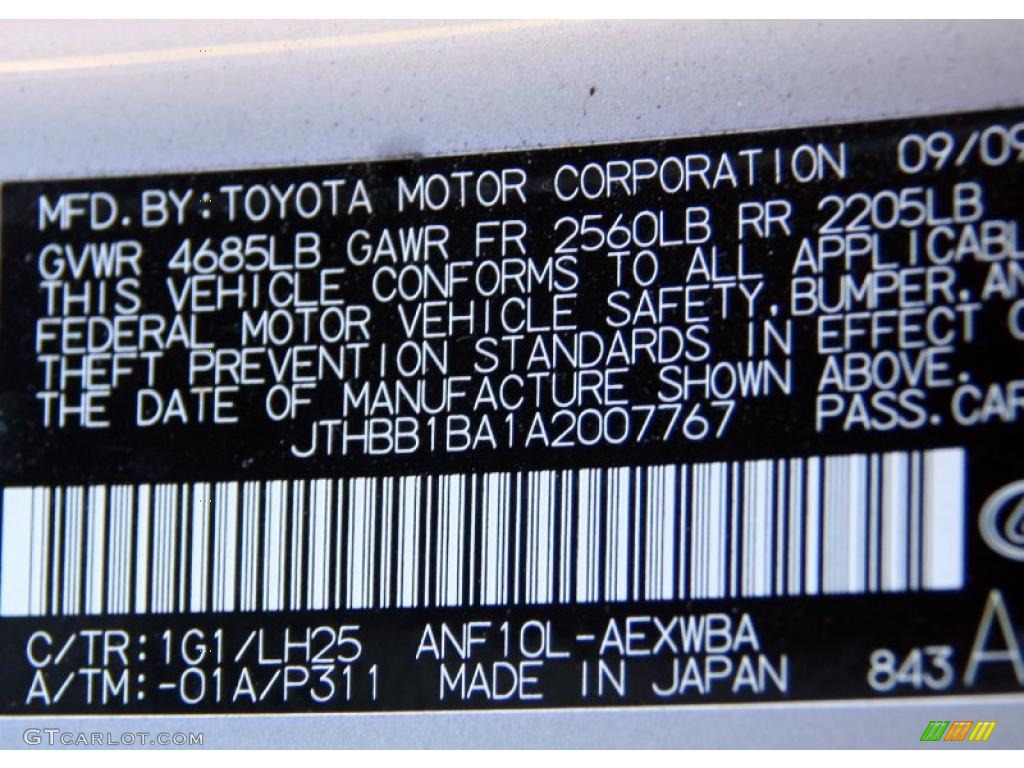 MFD.BY:TOYOTA MOTOR CORPORATION 09/09
GVWR 4685LB GAWR FR 2560LB RR 2205LB
THIS VEHICLE CONFORMS TO ALL APPLICABL
FEDERAL MOTOR VEHICLE SAFETY,BUMPER,AN
THEFT PREVENTION STANDARDS IN EFFECT O
THE DATE OF MANUFACTURE SHOWN ABOVE.
JTHBB1BA1A2007767 PASS.CAR
C/TR:1G1/LH25 ANF10L-AEXWBA
A/TM:-01A/P311 MADE IN JAPAN 843 A
GTCARLOT.COM